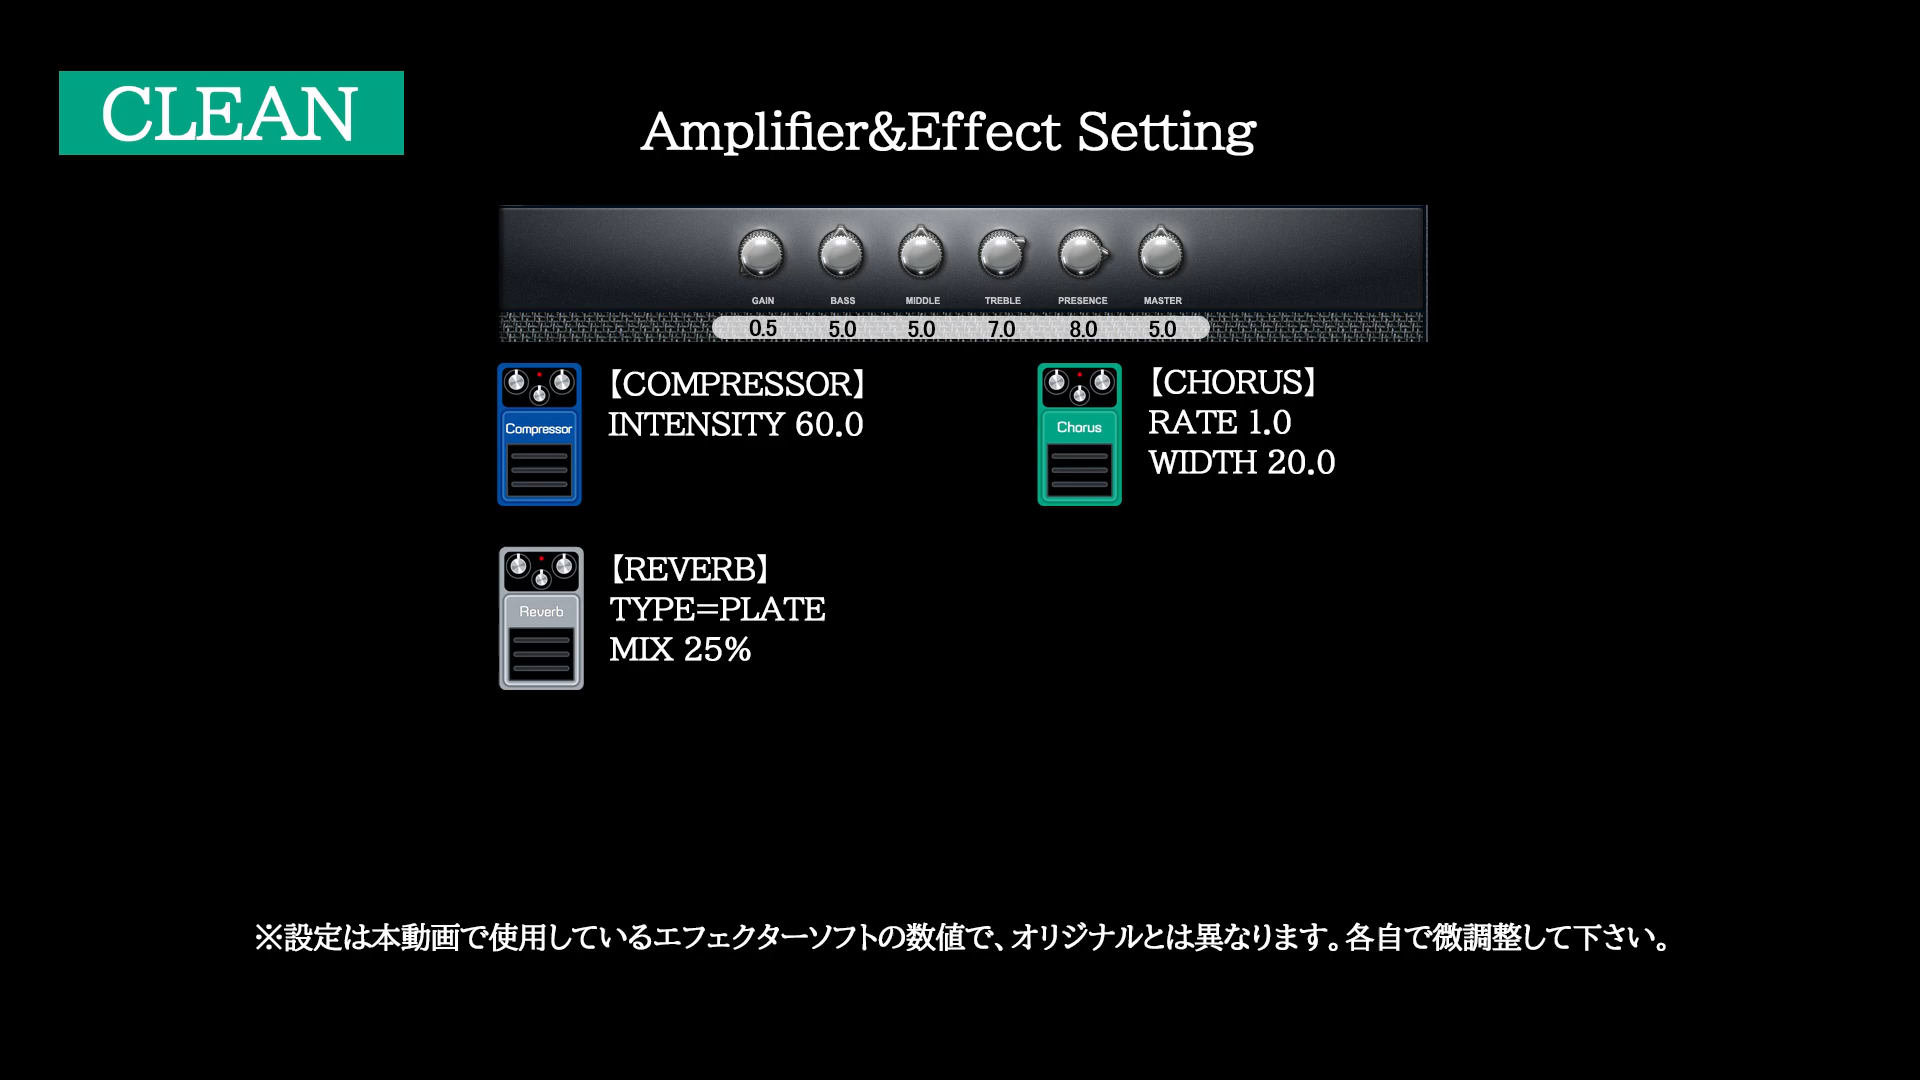 CLEAN
Amplifier&Effect Setting
GAIN BASS MIDDLE TREBLE PRESENCE MASTER
0.5 5.0 5.0 7.0 8.0 5.0
Compressor
【COMPRESSOR】
INTENSITY 60.0
Chorus
【CHORUS】
RATE 1.0
WIDTH 20.0
Reverb
【REVERB】
TYPE=PLATE
MIX 25%
※設定は本動画で使用しているエフェクターソフトの数値で、オリジナルとは異なります。各自で微調整して下さい。